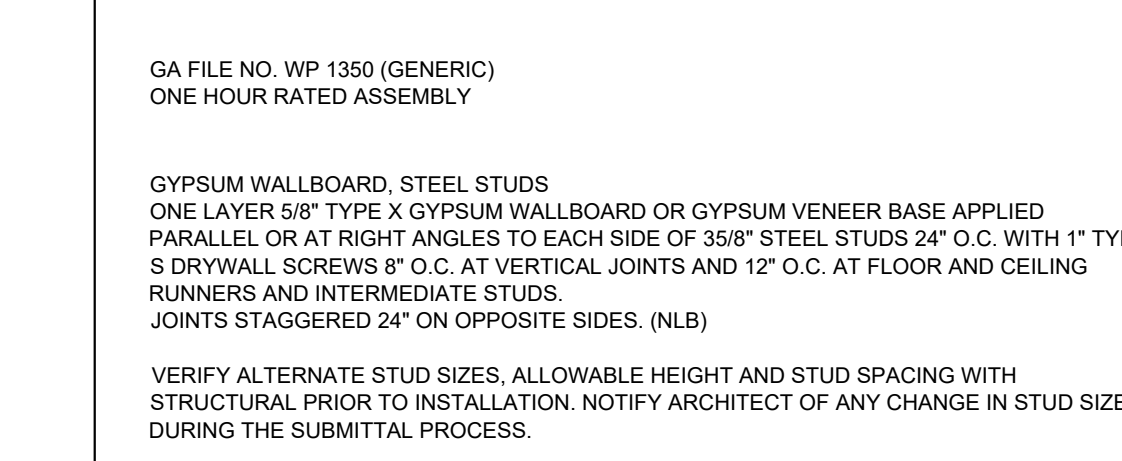 GA FILE NO. WP 1350 (GENERIC)
ONE HOUR RATED ASSEMBLY
GYPSUM WALLBOARD, STEEL STUDS
ONE LAYER 5/8" TYPE X GYPSUM WALLBOARD OR GYPSUM VENEER BASE APPLIED
PARALLEL OR AT RIGHT ANGLES TO EACH SIDE OF 35/8" STEEL STUDS 24" O.C. WITH 1"
S DRYWALL SCREWS 8" O.C. AT VERTICAL JOINTS AND 12" O.C. AT FLOOR AND CEILING
RUNNERS AND INTERMEDIATE STUDS.
JOINTS STAGGERED 24" ON OPPOSITE SIDES. (NLB)
VERIFY ALTERNATE STUD SIZES, ALLOWABLE HEIGHT AND STUD SPACING WITH
STRUCTURAL PRIOR TO INSTALLATION. NOTIFY ARCHITECT OF ANY CHANGE IN STUD SIZE
DURING THE SUBMITTAL PROCESS.